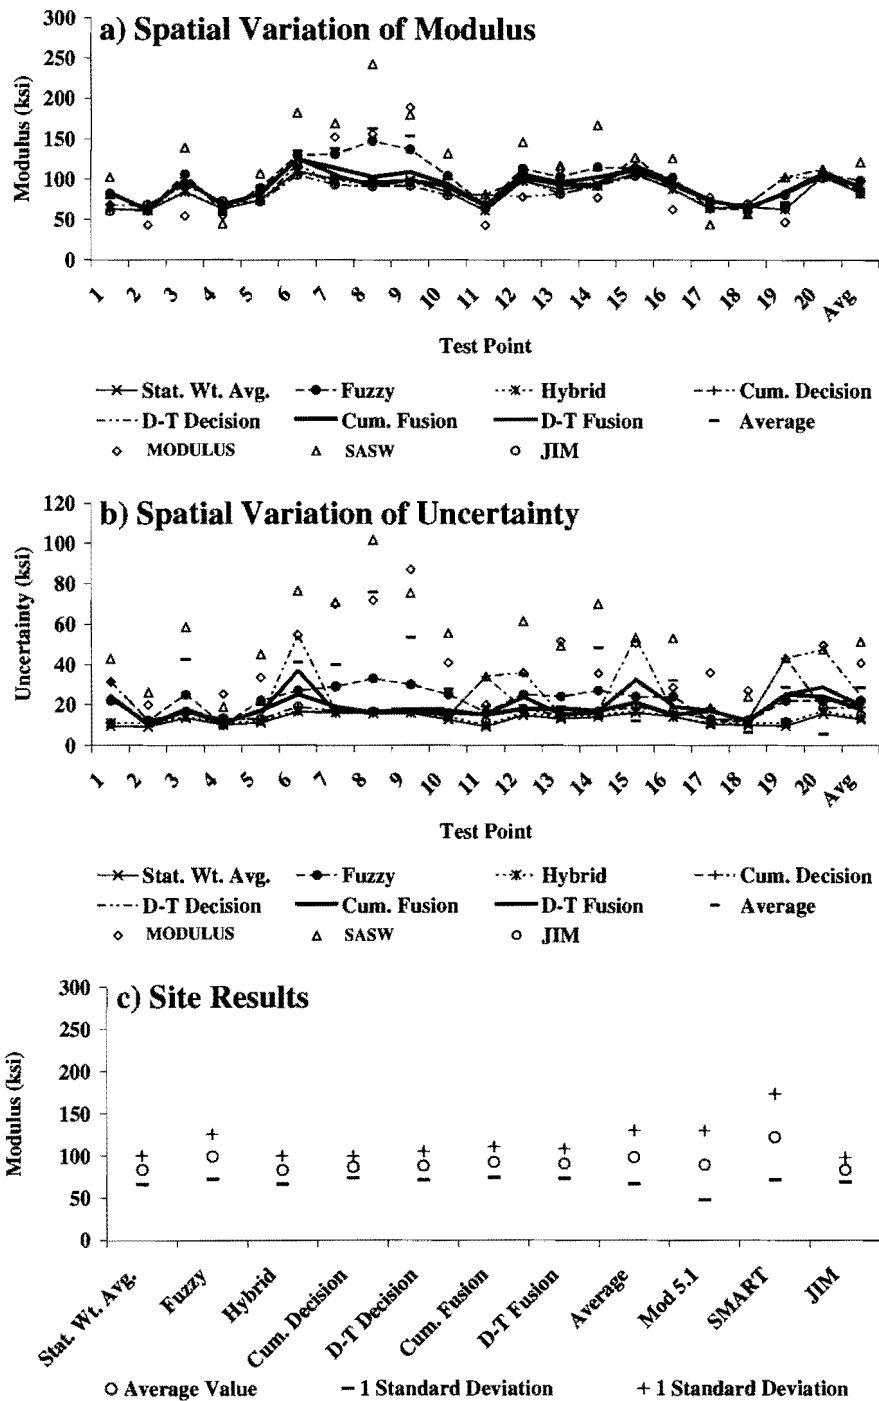 a) Spatial Variation of Modulus
300
250
200
150
100
50
0
Modulus (ksi)
1 2 3 4 5 6 7 8 9 10 11 12 13 14 15 16 17 18 19 20 Avg
Test Point
Stat. Wt. Avg. Fuzzy Hybrid Cum. Decision
D-T Decision Cum. Fusion D-T Fusion Average
MODULUS SASW JIM
b) Spatial Variation of Uncertainty
120
100
80
60
40
20
0
Uncertainty (ksi)
1 2 3 4 5 6 7 8 9 10 11 12 13 14 15 16 17 18 19 20 Avg
Test Point
Stat. Wt. Avg. Fuzzy Hybrid Cum. Decision
D-T Decision Cum. Fusion D-T Fusion Average
MODULUS SASW JIM
c) Site Results
300
250
200
150
100
50
0
Modulus (ksi)
Stat. Wt. Avg. Fuzzy Hybrid Cum. Decision D-T Decision Cum. Fusion D-T Fusion Average Mod 5.1 SMART JIM
Average Value – 1 Standard Deviation + 1 Standard Deviation